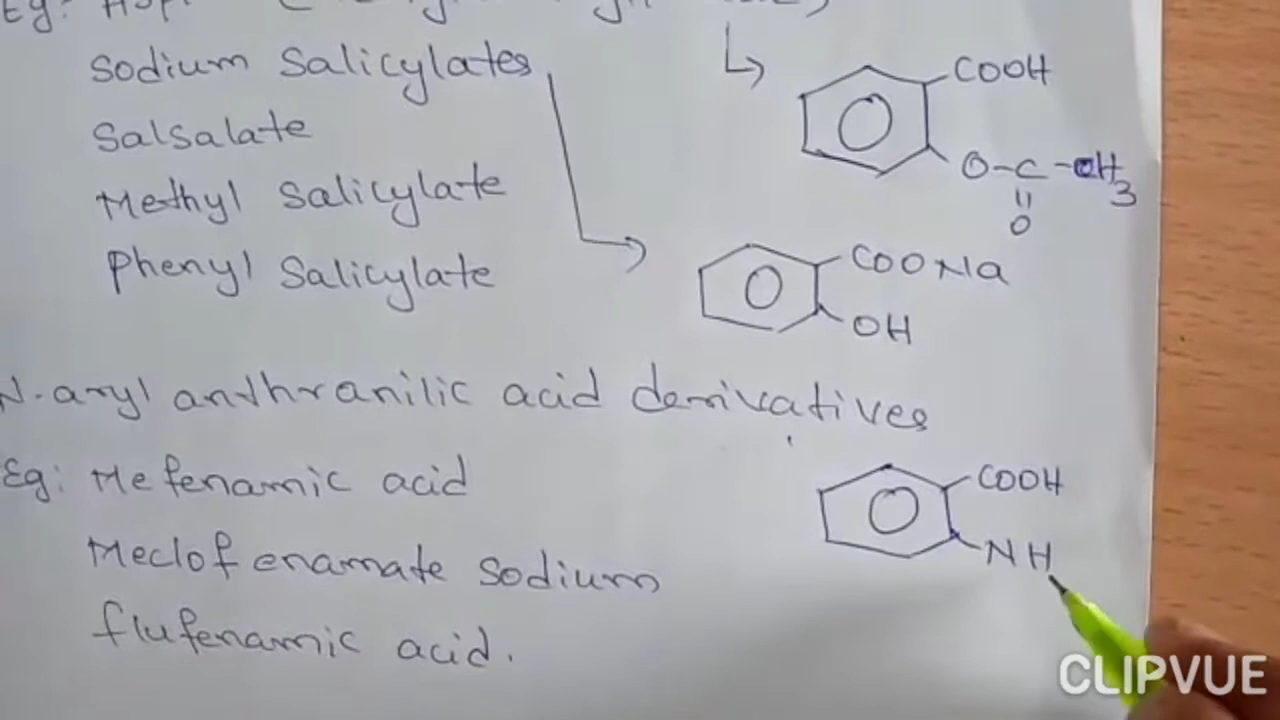 Eg:
Sodium Salicylates
Salsalate
Methyl Salicylate
Phenyl Salicylate
COOH
O-C-CH3
O
COONa
OH
N-aryl anthranilic acid derivatives
Eg: Mefenamic acid
Meclofenamate sodium
flufenamic acid.
COOH
NH
CLIPVUE